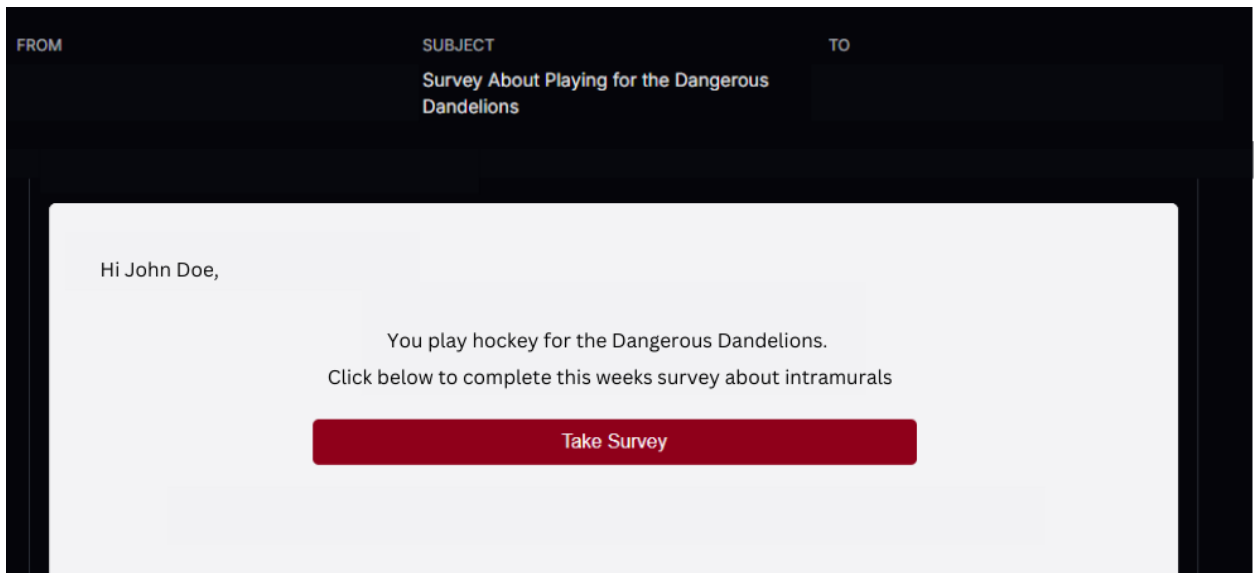 FROM
SUBJECT
TO
Survey About Playing for the Dangerous
Dandelions
Hi John Doe,
You play hockey for the Dangerous Dandelions.
Click below to complete this weeks survey about intramurals
Take Survey